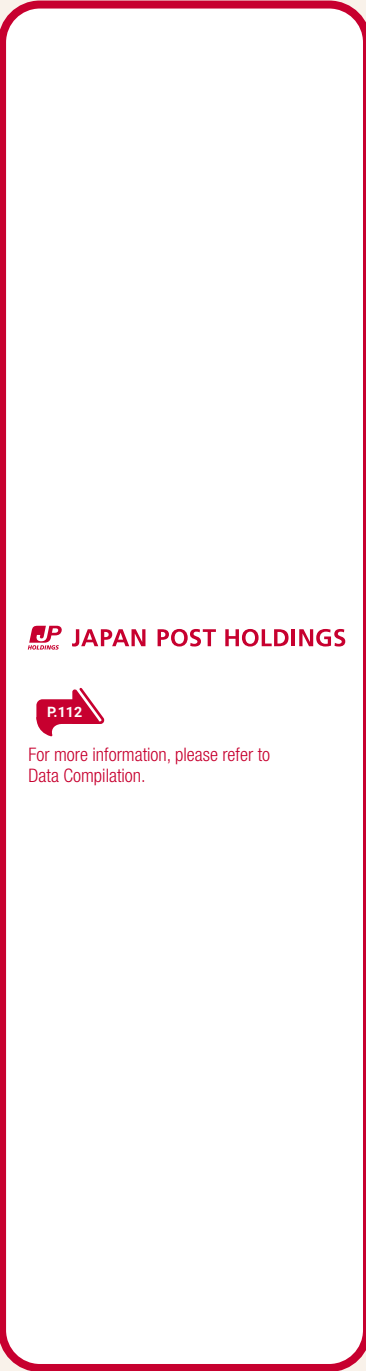 JP
HOLDINGS
JAPAN POST HOLDINGS
P.112
For more information, please refer to
Data Compilation.